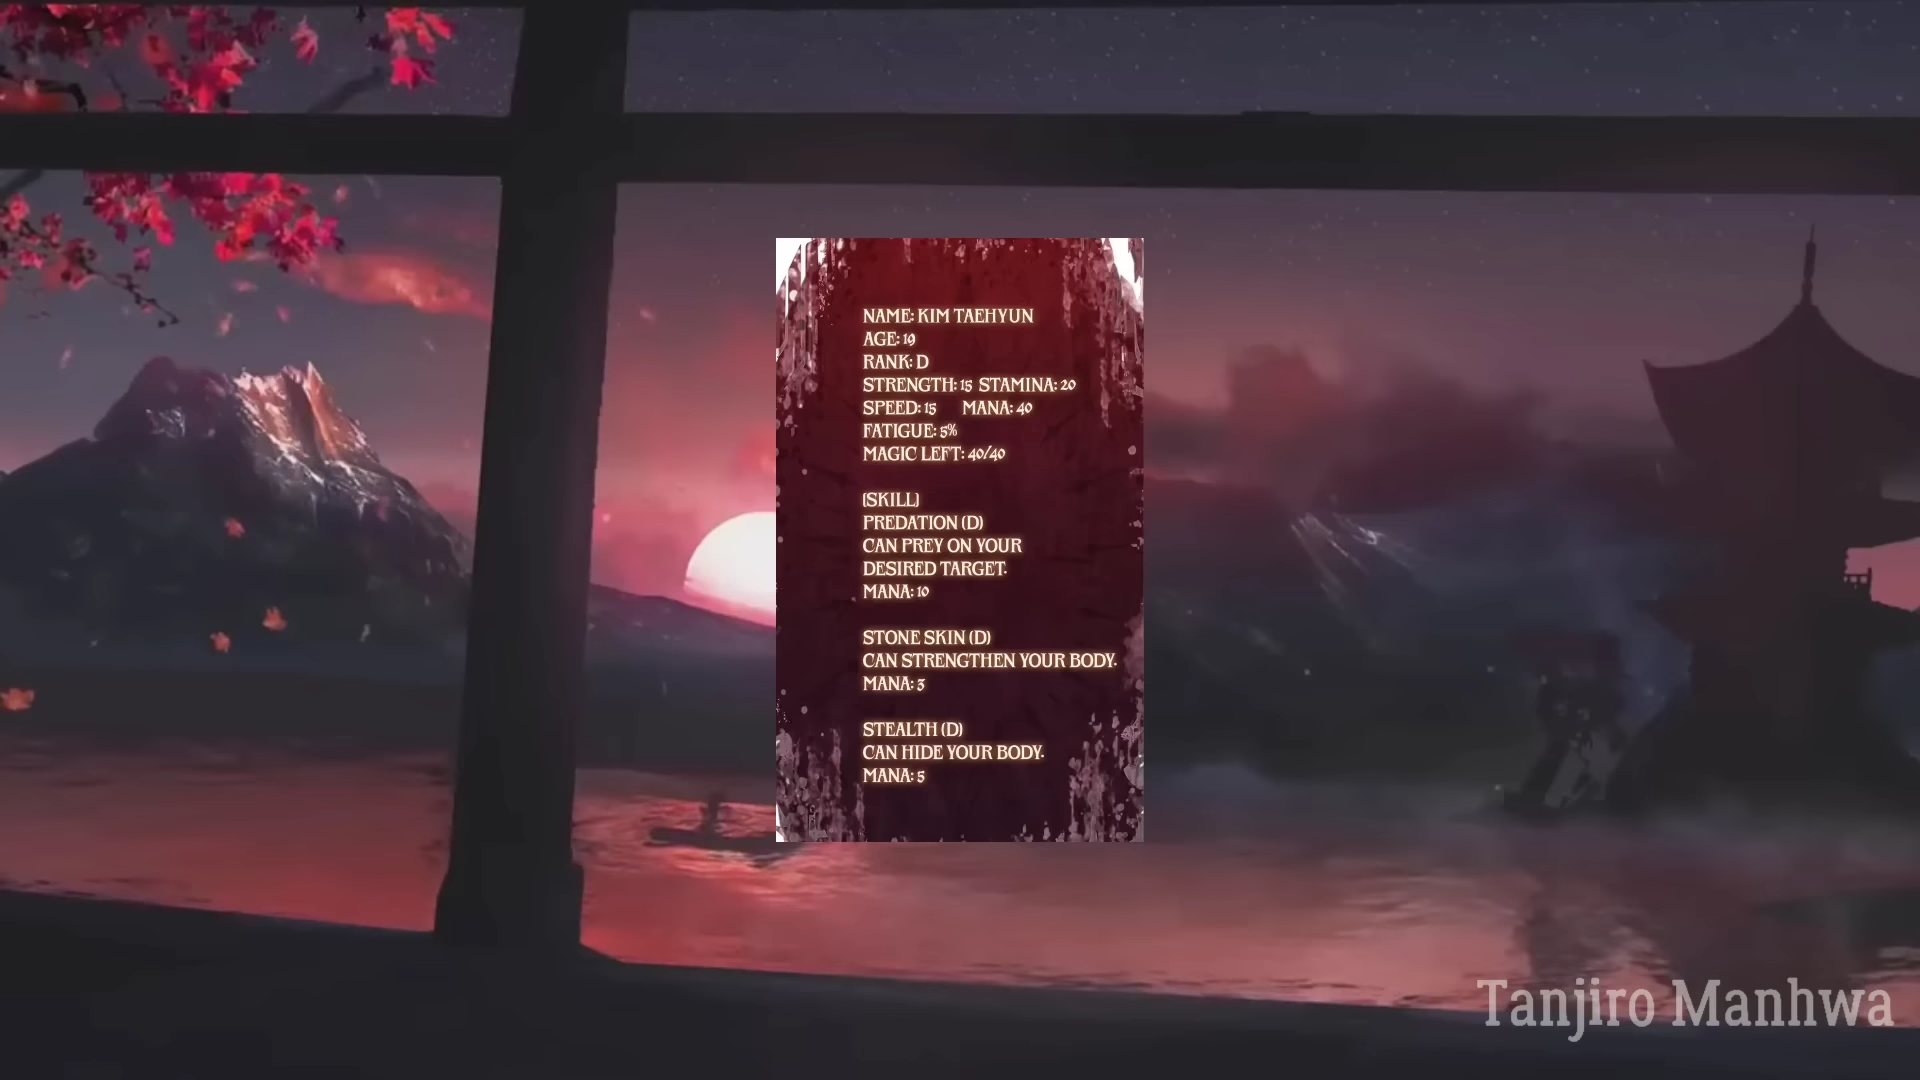 NAME: KIM TAEHYUN
AGE: 19
RANK: D
STRENGTH: 15 STAMINA: 20
SPEED: 15 MANA: 40
FATIGUE: 5%
MAGIC LEFT: 40/40
[SKILL]
PREDATION (D)
CAN PREY ON YOUR
DESIRED TARGET.
MANA: 10
STONE SKIN (D)
CAN STRENGTHEN YOUR BODY.
MANA: 3
STEALTH (D)
CAN HIDE YOUR BODY.
MANA: 5
Tanjiro Manhwa